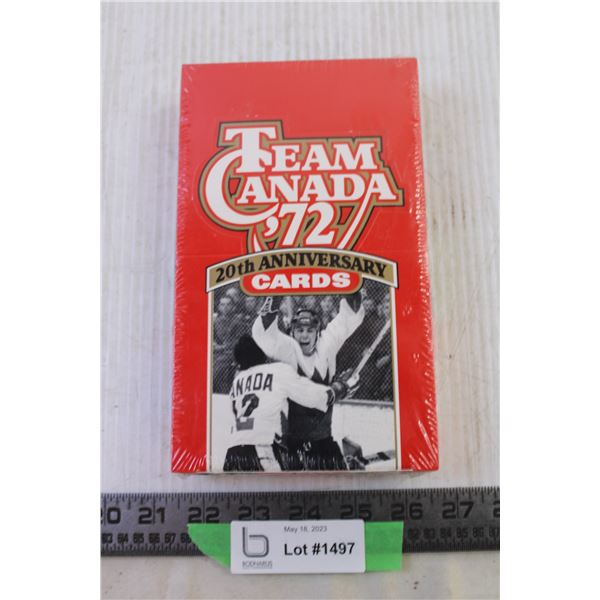 TEAM
CANADA
'72
20th ANNIVERSARY
CARDS
ANADA
12
20 21 22 23 24 25 26 27
May 18, 2023
Lot #1497
BODNARUS